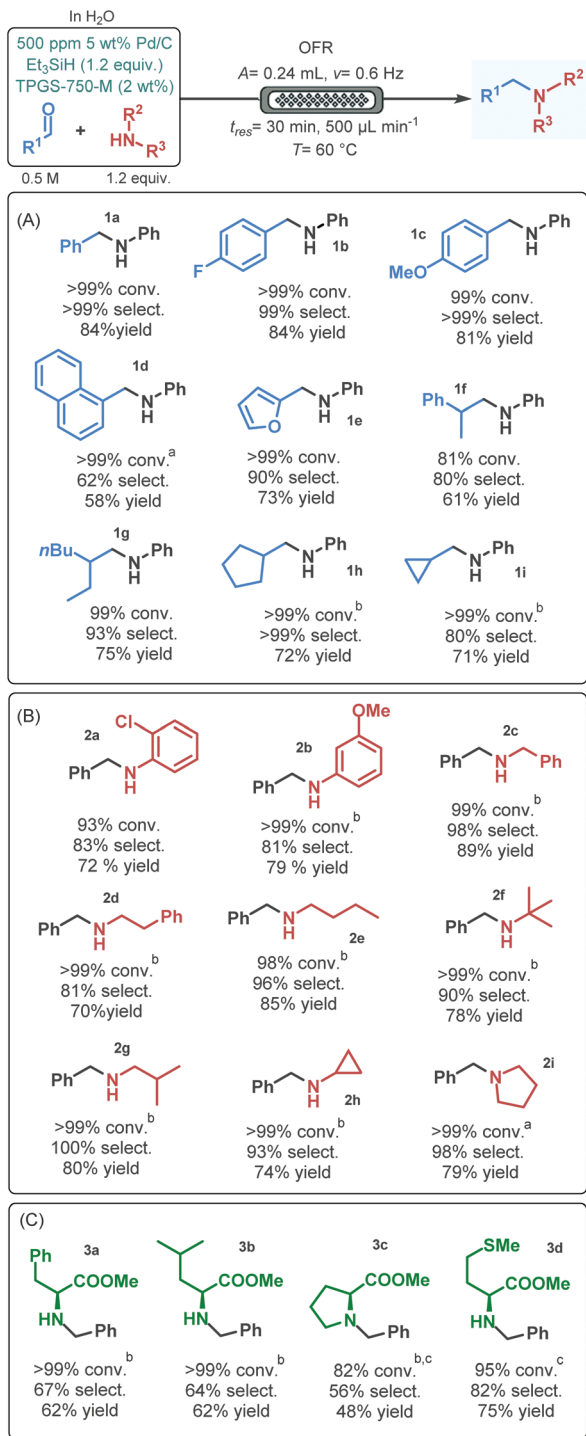 In H₂O
500 ppm 5 wt% Pd/C
Et₃SiH (1.2 equiv.)
TPGS-750-M (2 wt%)
O
R¹
+
R²
HN
R³
0.5 M
1.2 equiv.
OFR
A= 0.24 mL, v= 0.6 Hz
t_res= 30 min, 500 µL min⁻¹
T= 60 °C
R¹
N
R²
R³
(A)
1a
Ph
N
H
Ph
>99% conv.
>99% select.
84%yield
1b
F
N
H
Ph
>99% conv.
99% select.
84% yield
1c
MeO
N
H
Ph
99% conv.
>99% select.
81% yield
1d
N
H
Ph
>99% conv.ᵃ
62% select.
58% yield
1e
O
N
H
Ph
>99% conv.
90% select.
73% yield
1f
Ph
N
H
Ph
81% conv.
80% select.
61% yield
1g
nBu
N
H
Ph
99% conv.
93% select.
75% yield
1h
N
H
Ph
>99% conv.ᵇ
>99% select.
72% yield
1i
N
H
Ph
>99% conv.ᵇ
80% select.
71% yield
(B)
2a
Cl
Ph
N
H
93% conv.
83% select.
72 % yield
2b
OMe
Ph
N
H
>99% conv.ᵇ
81% select.
79 % yield
2c
Ph
N
H
Ph
99% conv.ᵇ
98% select.
89% yield
2d
Ph
N
H
Ph
>99% conv.ᵇ
81% select.
70%yield
2e
Ph
N
H
98% conv.ᵇ
96% select.
85% yield
2f
Ph
N
H
>99% conv.ᵇ
90% select.
78% yield
2g
Ph
N
H
>99% conv.ᵇ
100% select.
80% yield
2h
Ph
N
H
>99% conv.ᵇ
93% select.
74% yield
2i
Ph
N
>99% conv.ᵃ
98% select.
79% yield
(C)
3a
Ph
COOMe
HN
Ph
>99% conv.ᵇ
67% select.
62% yield
3b
COOMe
HN
Ph
>99% conv.ᵇ
64% select.
62% yield
3c
COOMe
N
Ph
82% conv.ᵇ,ᶜ
56% select.
48% yield
3d
SMe
COOMe
HN
Ph
95% conv.ᶜ
82% select.
75% yield